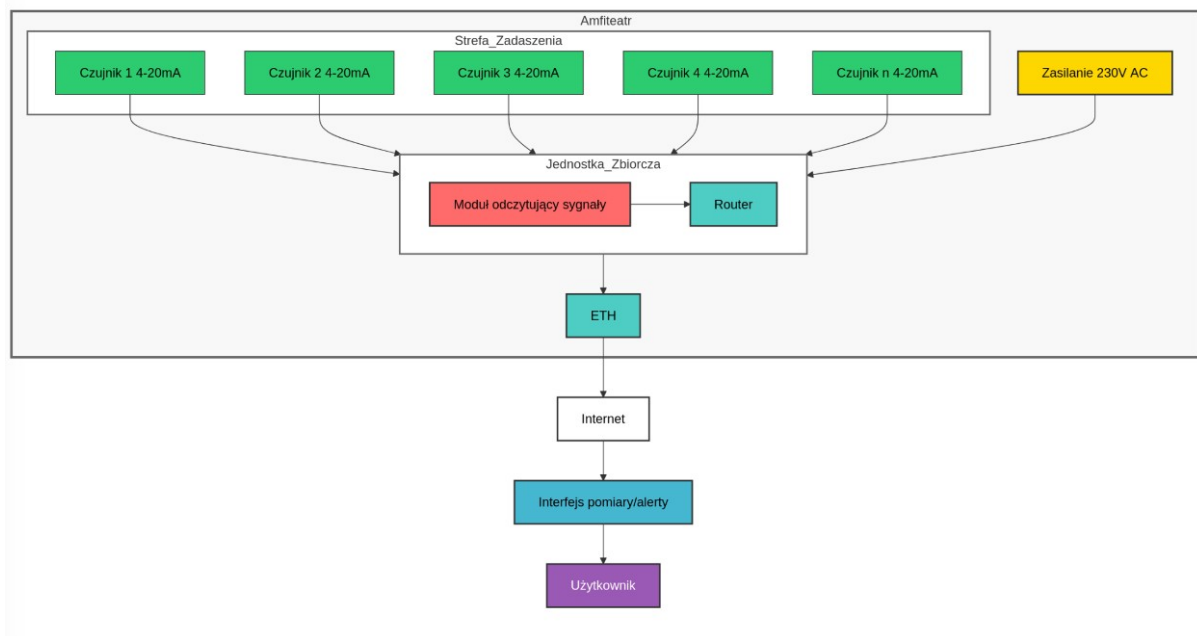 Amfiteatr
Strefa_Zadaszenia
Czujnik 1 4-20mA
Czujnik 2 4-20mA
Czujnik 3 4-20mA
Czujnik 4 4-20mA
Czujnik n 4-20mA
Zasilanie 230V AC
Jednostka_Zbiorcza
Moduł odczytujący sygnały
Router
ETH
Internet
Interfejs pomiary/alerty
Użytkownik